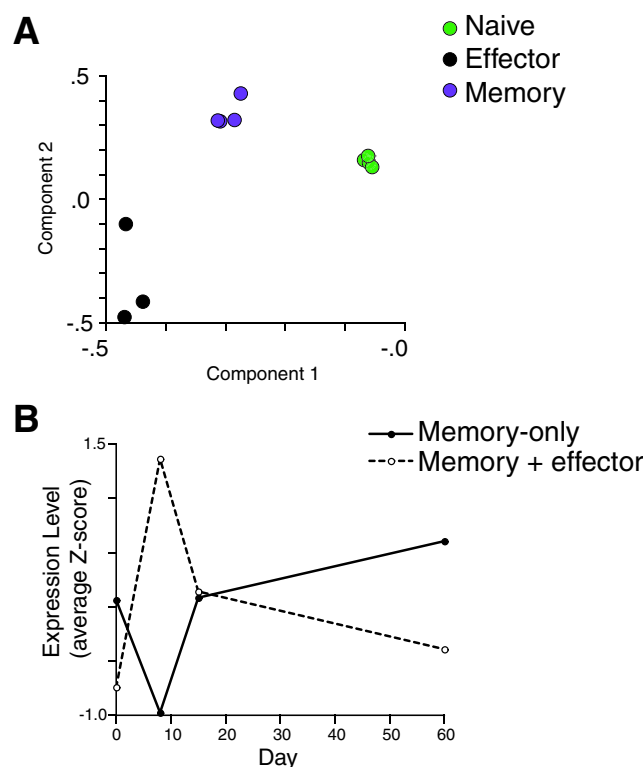 A
Naive
Effector
Memory
.5
.0
-.5
Component 2
-.5
-.0
Component 1
B
Memory-only
Memory + effector
1.5
-1.0
Expression Level
(average Z-score)
0
10
20
30
40
50
60
Day